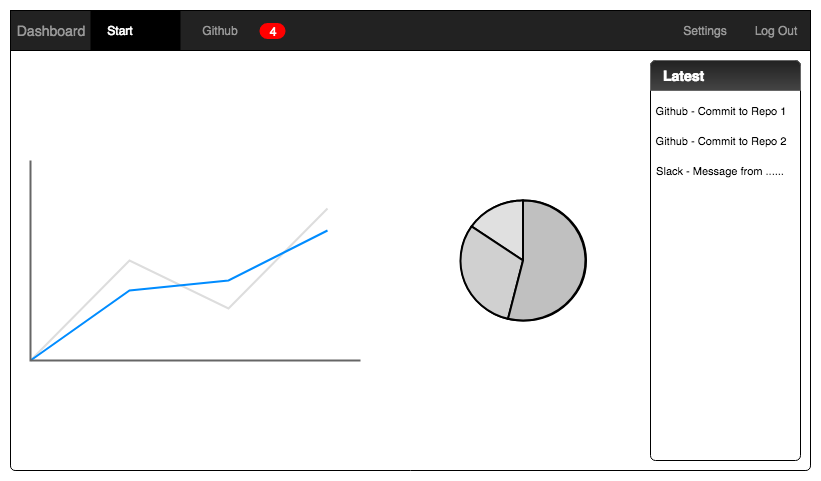 Dashboard Start Github 4 Settings Log Out
Latest
Github - Commit to Repo 1
Github - Commit to Repo 2
Slack - Message from ......